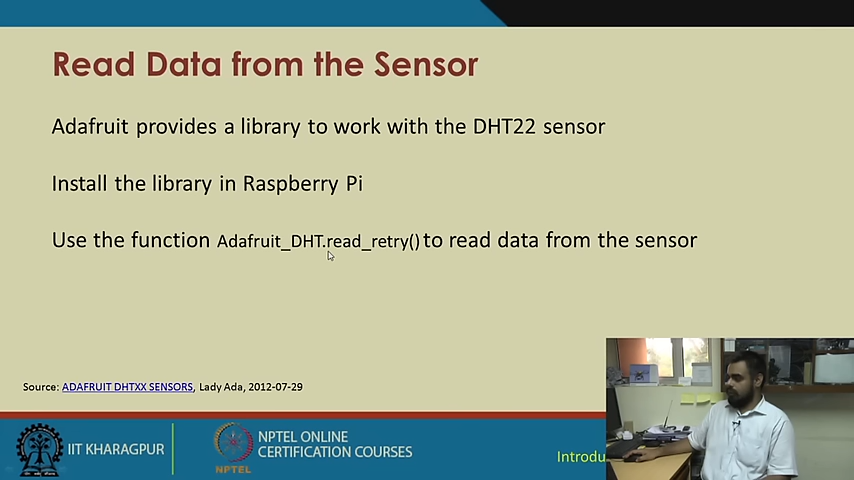 Read Data from the Sensor
Adafruit provides a library to work with the DHT22 sensor
Install the library in Raspberry Pi
Use the function Adafruit_DHT.read_retry() to read data from the sensor
Source: ADAFRUIT DHTXX SENSORS, Lady Ada, 2012-07-29
IIT KHARAGPUR
NPTEL
NPTEL ONLINE
CERTIFICATION COURSES
Introdu